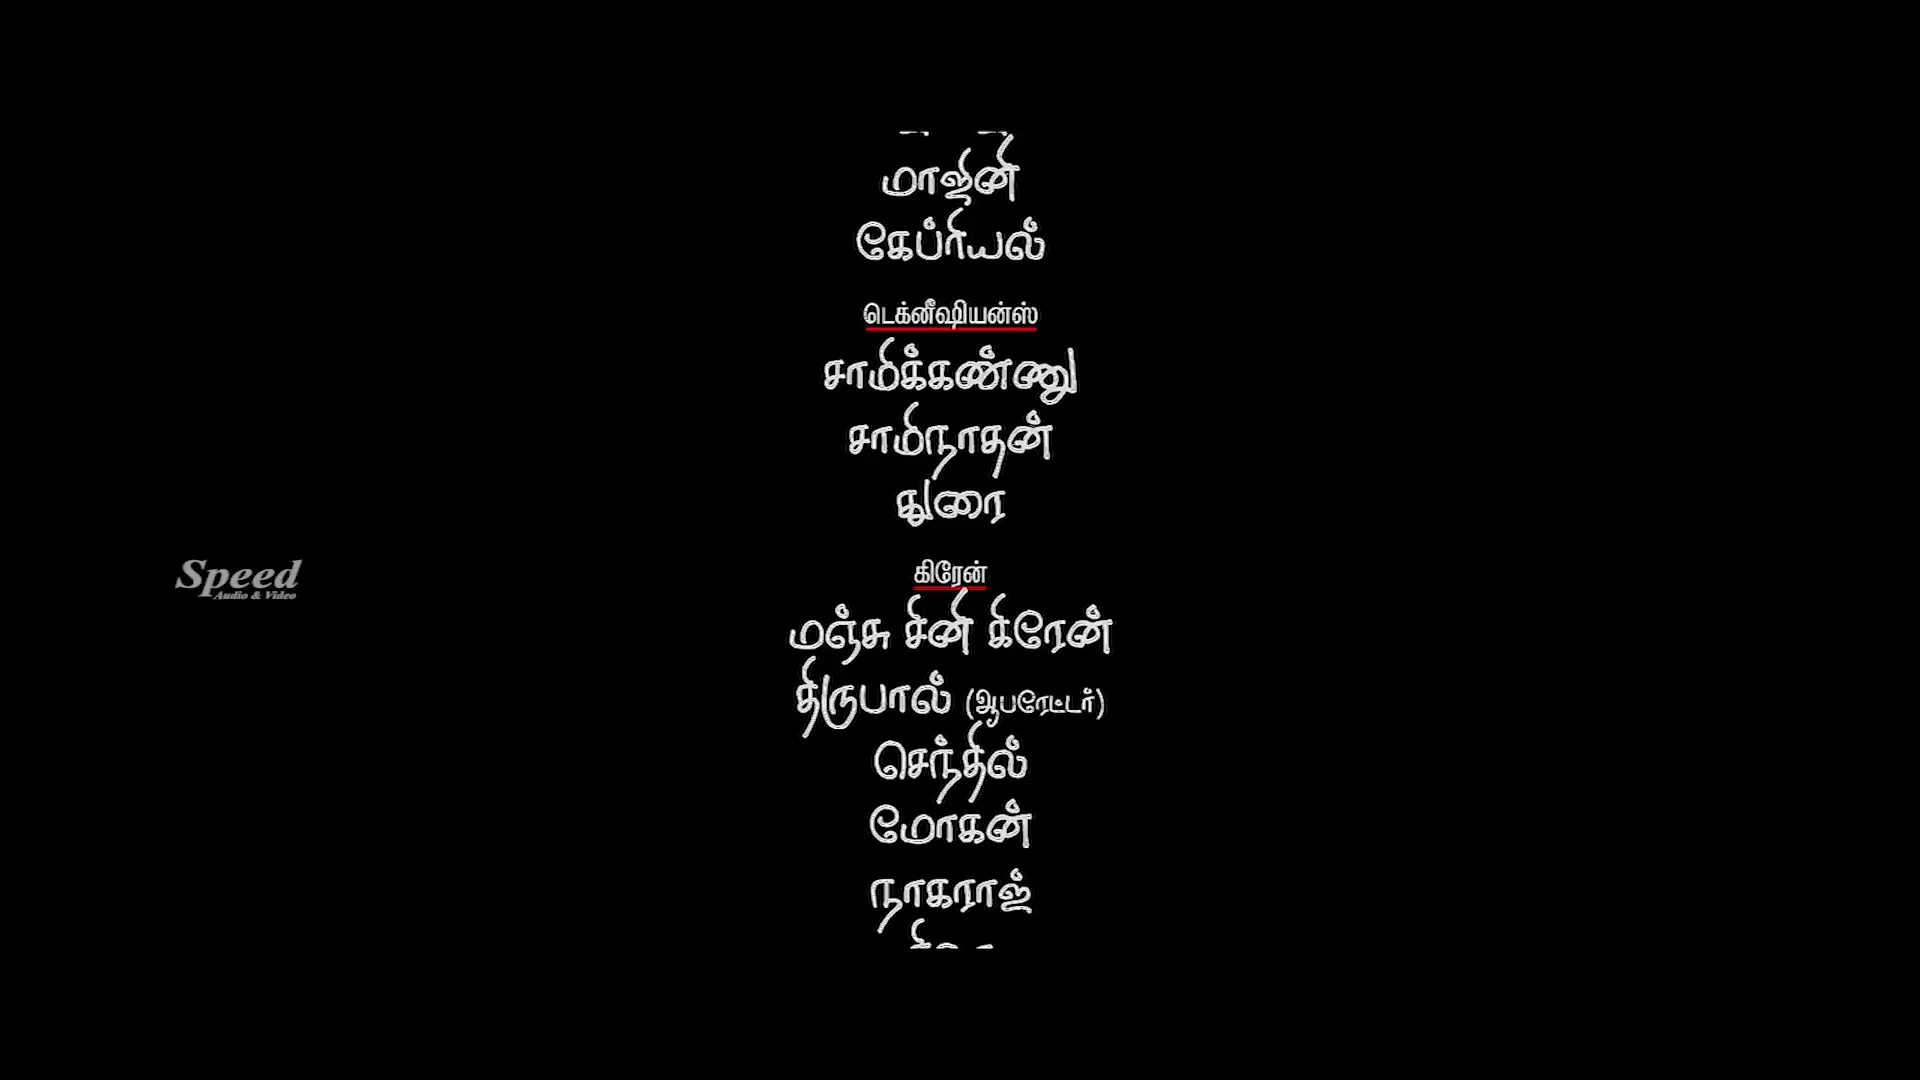 மாஜினி
கேப்ரியல்
டெக்னீஷியன்ஸ்
சாமிக்கண்ணு
சாமிநாதன்
துரை
Speed
Audio & Video
கிரேன்
மஞ்சு சினி கிரேன்
திருபால் (ஆபரேட்டர்)
செந்தில்
மோகன்
நாகராஜ்